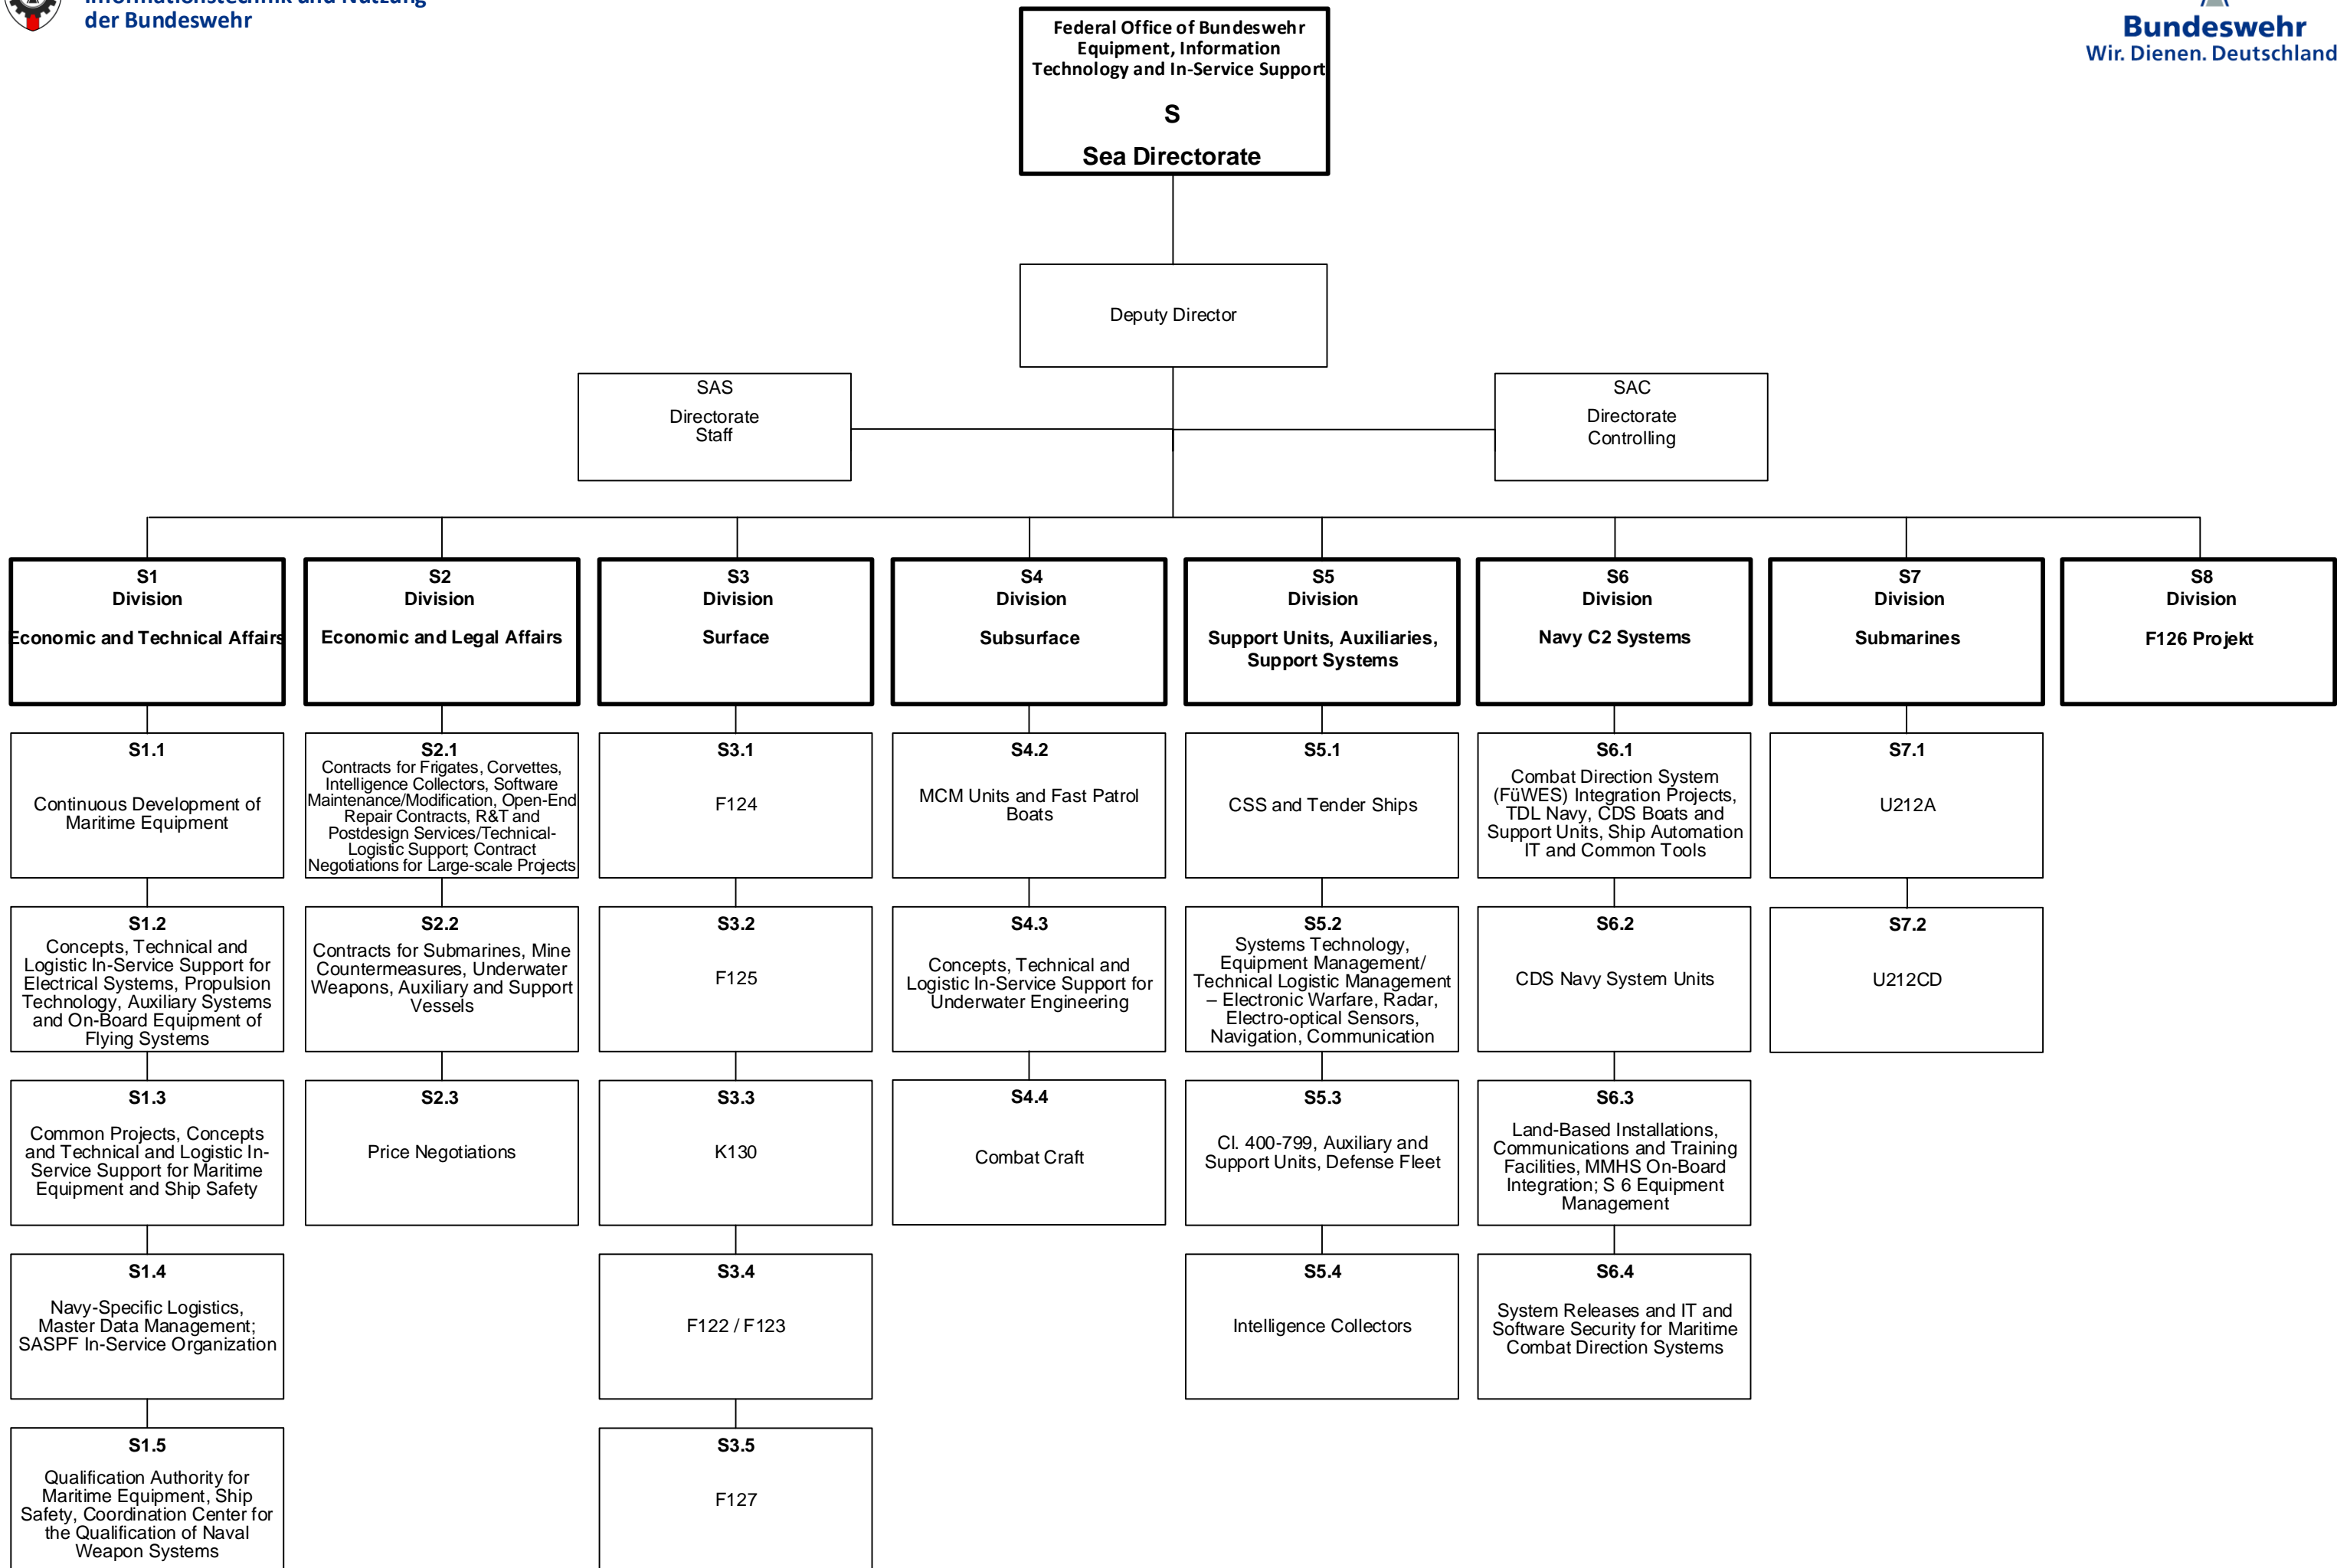 Informationstechnik und Nutzung
der Bundeswehr
Bundeswehr
Wir. Dienen. Deutschland
Federal Office of Bundeswehr
Equipment, Information
Technology and In-Service Support
S
Sea Directorate
Deputy Director
SAS
Directorate
Staff
SAC
Directorate
Controlling
S1
Division
Economic and Technical Affairs
S2
Division
Economic and Legal Affairs
S3
Division
Surface
S4
Division
Subsurface
S5
Division
Support Units, Auxiliaries,
Support Systems
S6
Division
Navy C2 Systems
S7
Division
Submarines
S8
Division
F126 Projekt
S1.1
Continuous Development of
Maritime Equipment
S2.1
Contracts for Frigates, Corvettes,
Intelligence Collectors, Software
Maintenance/Modification, Open-End
Repair Contracts, R&T and
Postdesign Services/Technical-
Logistic Support; Contract
Negotiations for Large-scale Projects
S3.1
F124
S4.2
MCM Units and Fast Patrol
Boats
S5.1
CSS and Tender Ships
S6.1
Combat Direction System
(FüWES) Integration Projects,
TDL Navy, CDS Boats and
Support Units, Ship Automation
IT and Common Tools
S7.1
U212A
S1.2
Concepts, Technical and
Logistic In-Service Support for
Electrical Systems, Propulsion
Technology, Auxiliary Systems
and On-Board Equipment of
Flying Systems
S2.2
Contracts for Submarines, Mine
Countermeasures, Underwater
Weapons, Auxiliary and Support
Vessels
S3.2
F125
S4.3
Concepts, Technical and
Logistic In-Service Support for
Underwater Engineering
S5.2
Systems Technology,
Equipment Management/
Technical Logistic Management
– Electronic Warfare, Radar,
Electro-optical Sensors,
Navigation, Communication
S6.2
CDS Navy System Units
S7.2
U212CD
S1.3
Common Projects, Concepts
and Technical and Logistic In-
Service Support for Maritime
Equipment and Ship Safety
S2.3
Price Negotiations
S3.3
K130
S4.4
Combat Craft
S5.3
Cl. 400-799, Auxiliary and
Support Units, Defense Fleet
S6.3
Land-Based Installations,
Communications and Training
Facilities, MMHS On-Board
Integration; S 6 Equipment
Management
S1.4
Navy-Specific Logistics,
Master Data Management;
SASPF In-Service Organization
S3.4
F122 / F123
S5.4
Intelligence Collectors
S6.4
System Releases and IT and
Software Security for Maritime
Combat Direction Systems
S1.5
Qualification Authority for
Maritime Equipment, Ship
Safety, Coordination Center for
the Qualification of Naval
Weapon Systems
S3.5
F127